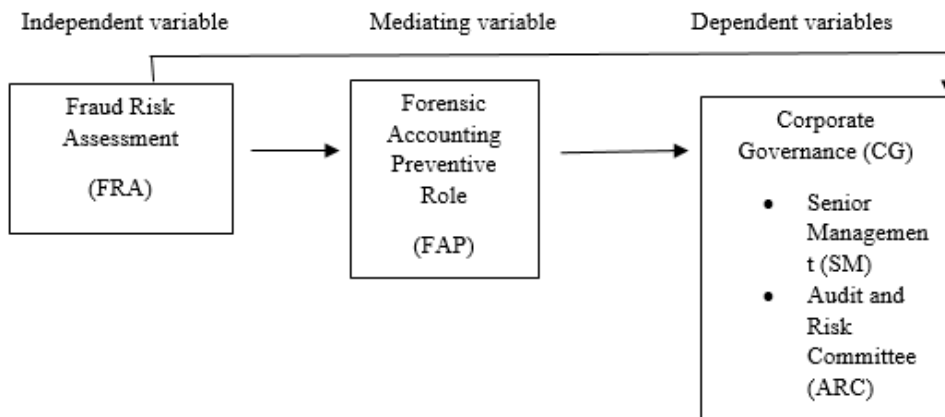 Independent variable
Mediating variable
Dependent variables
Fraud Risk
Assessment
(FRA)
Forensic
Accounting
Preventive
Role
(FAP)
Corporate
Governance (CG)
• Senior
Managemen
t (SM)
• Audit and
Risk
Committee
(ARC)